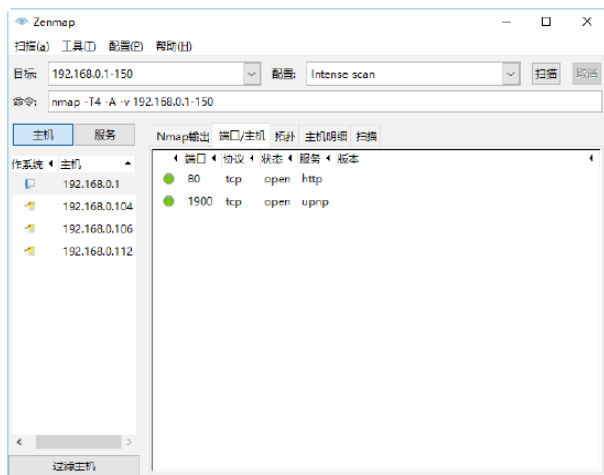 Zenmap
扫描(a) 工具(T) 配置(P) 帮助(H)
目标: 192.168.0.1-150 配置: Intense scan 扫描 取消
命令: nmap -T4 -A -v 192.168.0.1-150
主机 服务 Nmap输出 端口/主机 拓扑 主机明细 扫描
作系统 主机 端口 协议 状态 服务 版本
192.168.0.1 80 tcp open http
192.168.0.104 1900 tcp open upnp
192.168.0.106
192.168.0.112
过滤主机